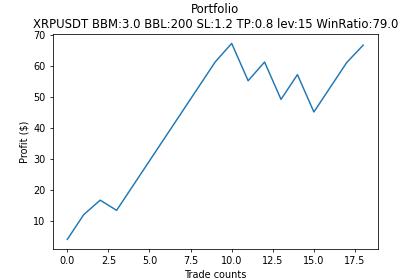 Portfolio
XRPUSDT BBM:3.0 BBL:200 SL:1.2 TP:0.8 lev:15 WinRatio:79.0
70
60
50
40
30
20
10
Profit ($)
0.0 2.5 5.0 7.5 10.0 12.5 15.0 17.5
Trade counts